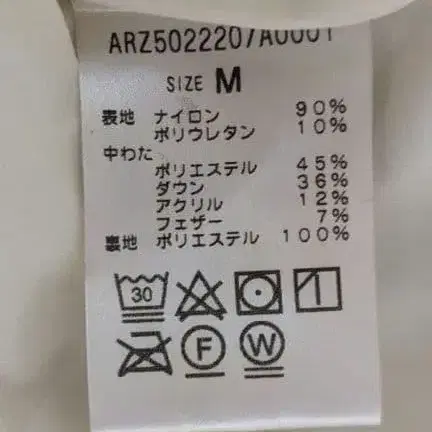 ARZ5022207A0001
SIZE M
表地 ナイロン 90%
ポリウレタン 10%
中わた
ポリエステル 45%
ダウン 36%
アクリル 12%
フェザー 7%
裏地 ポリエステル 100%
30
F W